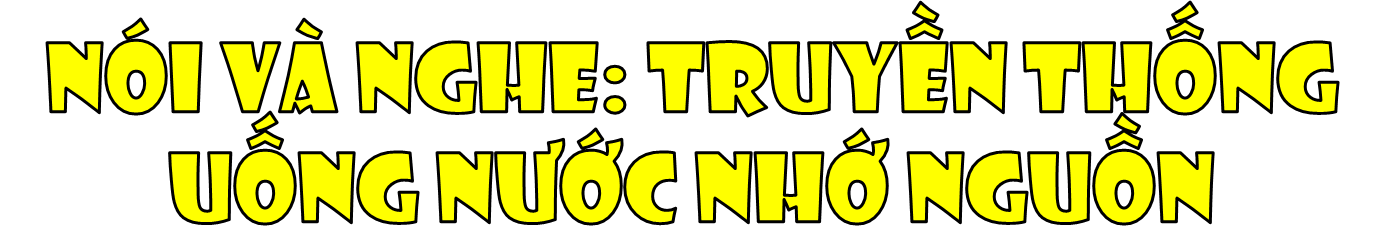 NÓI VÀ NGHE: TRUYỀN THỐNG
UỐNG NƯỚC NHỚ NGUỒN